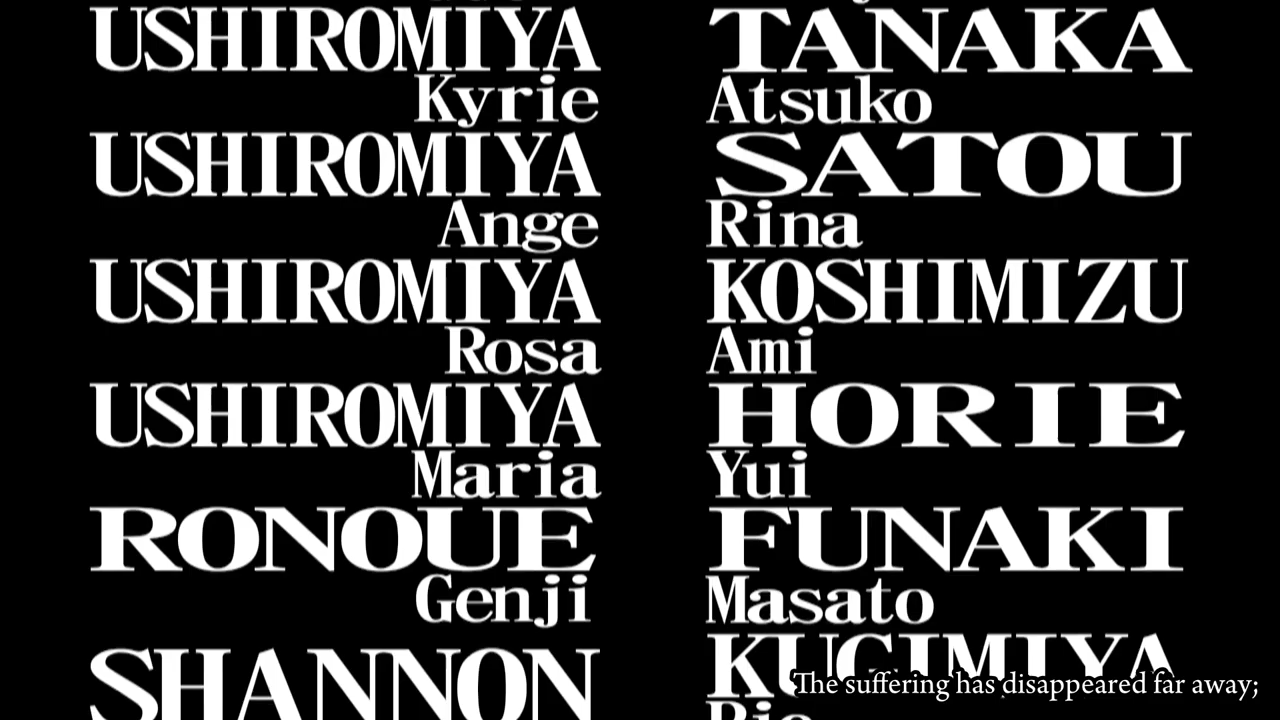 USHIROMIYA TANAKA
Kyrie Atsuko
USHIROMIYA SATOU
Ange Rina
USHIROMIYA KOSHIMIZU
Rosa Ami
USHIROMIYA HORIE
Maria Yui
RONOUE FUNAKI
Genji Masato
SHANNON KUGIMIYA
The suffering has disappeared far away;
Rie